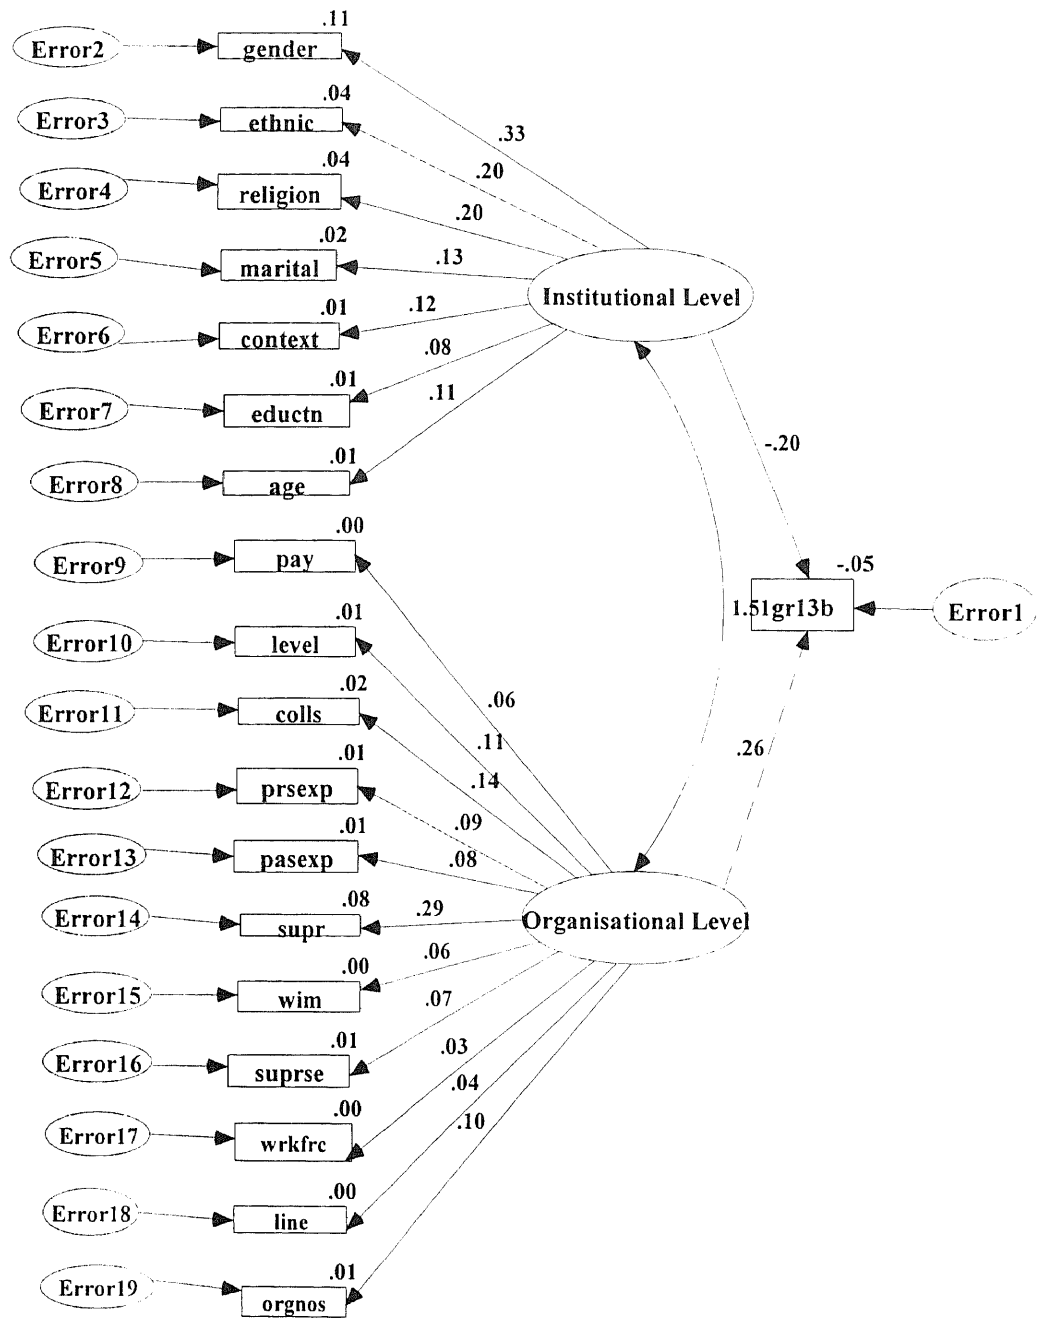 .11
Error2 gender
.04
Error3 ethnic
.33
.04
.20
Error4 religion
.20
.02
Error5 marital
.13
Institutional Level
.01
.12
Error6 context
.08
.01
.11
Error7 eductn
-.20
.01
Error8 age
.00
Error9 pay
-.05
1.51gr13b Error1
.01
Error10 level
.02
.06
Error11 colls
.11
.26
.01
.14
Error12 prsexp
.09
.01
.08
Error13 pasexp
.08
.29
Error14 supr
Organisational Level
.00
.06
Error15 wim
.07
.01
.03
Error16 suprse
.04
.00
.10
Error17 wrkfrc
.00
Error18 line
.01
Error19 orgnos